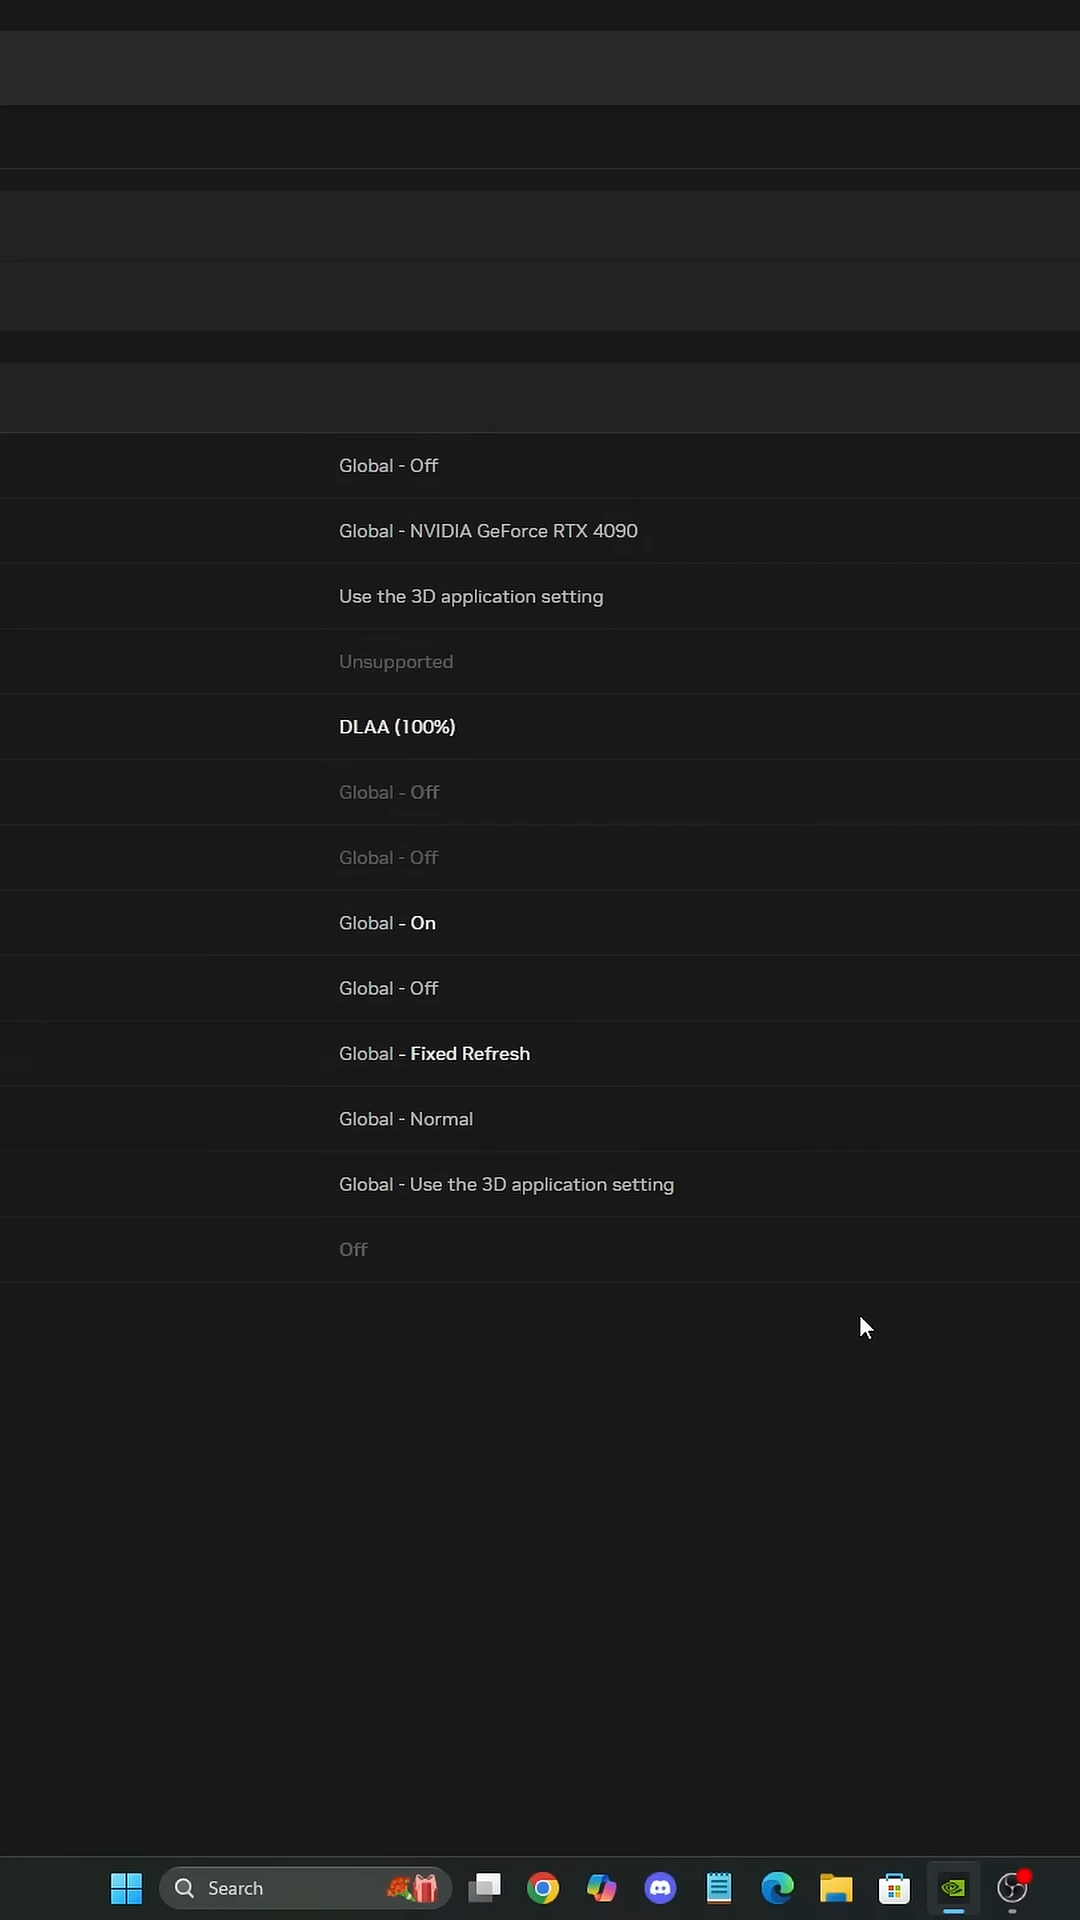 Global - Off
Global - NVIDIA GeForce RTX 4090
Use the 3D application setting
Unsupported
DLAA (100%)
Global - Off
Global - Off
Global - On
Global - Off
Global - Fixed Refresh
Global - Normal
Global - Use the 3D application setting
Off
Search